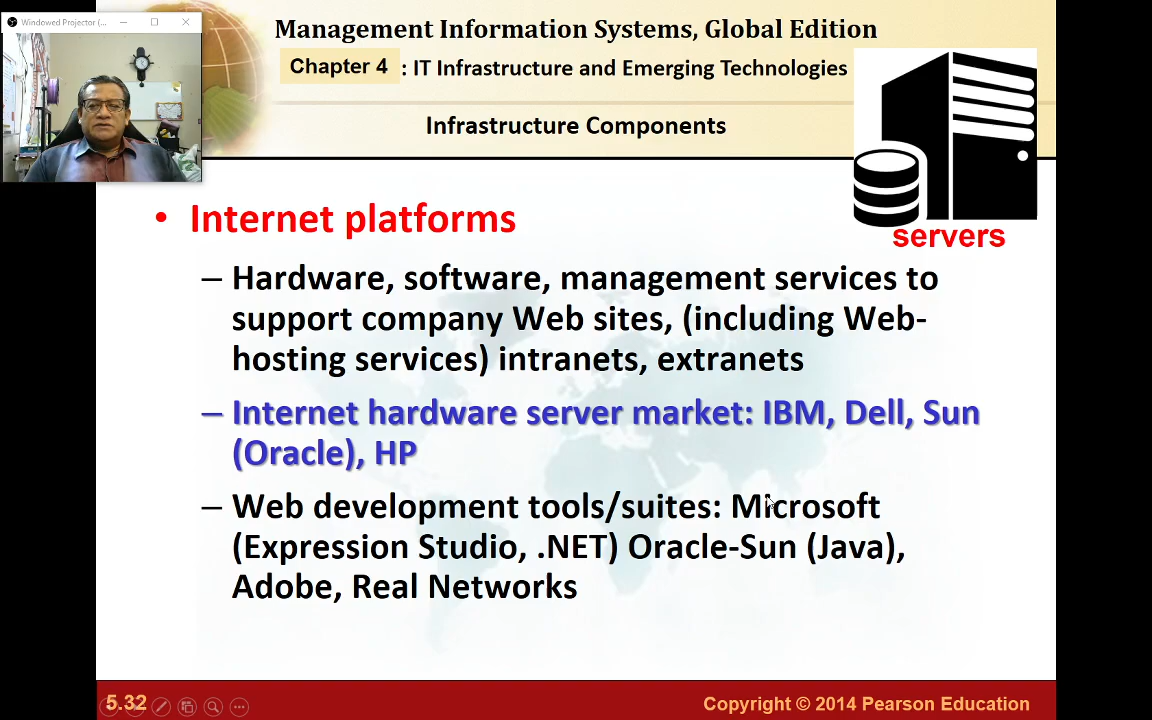 Windowed Projector (...
Management Information Systems, Global Edition
Chapter 4 : IT Infrastructure and Emerging Technologies
Infrastructure Components
servers
• Internet platforms
– Hardware, software, management services to
support company Web sites, (including Web-
hosting services) intranets, extranets
– Internet hardware server market: IBM, Dell, Sun
(Oracle), HP
– Web development tools/suites: Microsoft
(Expression Studio, .NET) Oracle-Sun (Java),
Adobe, Real Networks
5.32
Copyright © 2014 Pearson Education